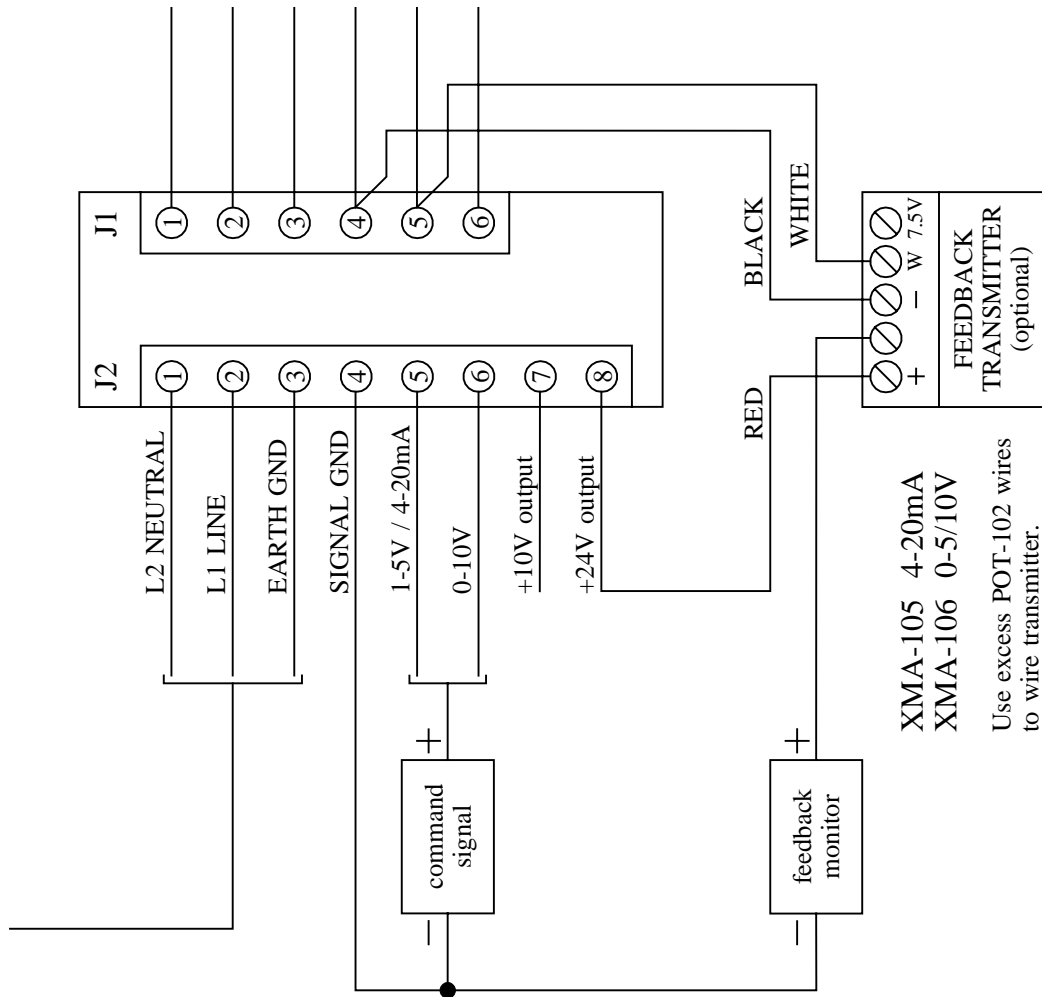 J1
1
2
3
4
5
6
J2
1
2
3
4
5
6
7
8
L2 NEUTRAL
L1 LINE
EARTH GND
SIGNAL GND
1-5V / 4-20mA
0-10V
+10V output
+24V output
BLACK
WHITE
RED
+
–
W
7.5V
FEEDBACK
TRANSMITTER
(optional)
+
command
signal
–
+
feedback
monitor
–
XMA-105 4-20mA
XMA-106 0-5/10V
Use excess POT-102 wires
to wire transmitter.